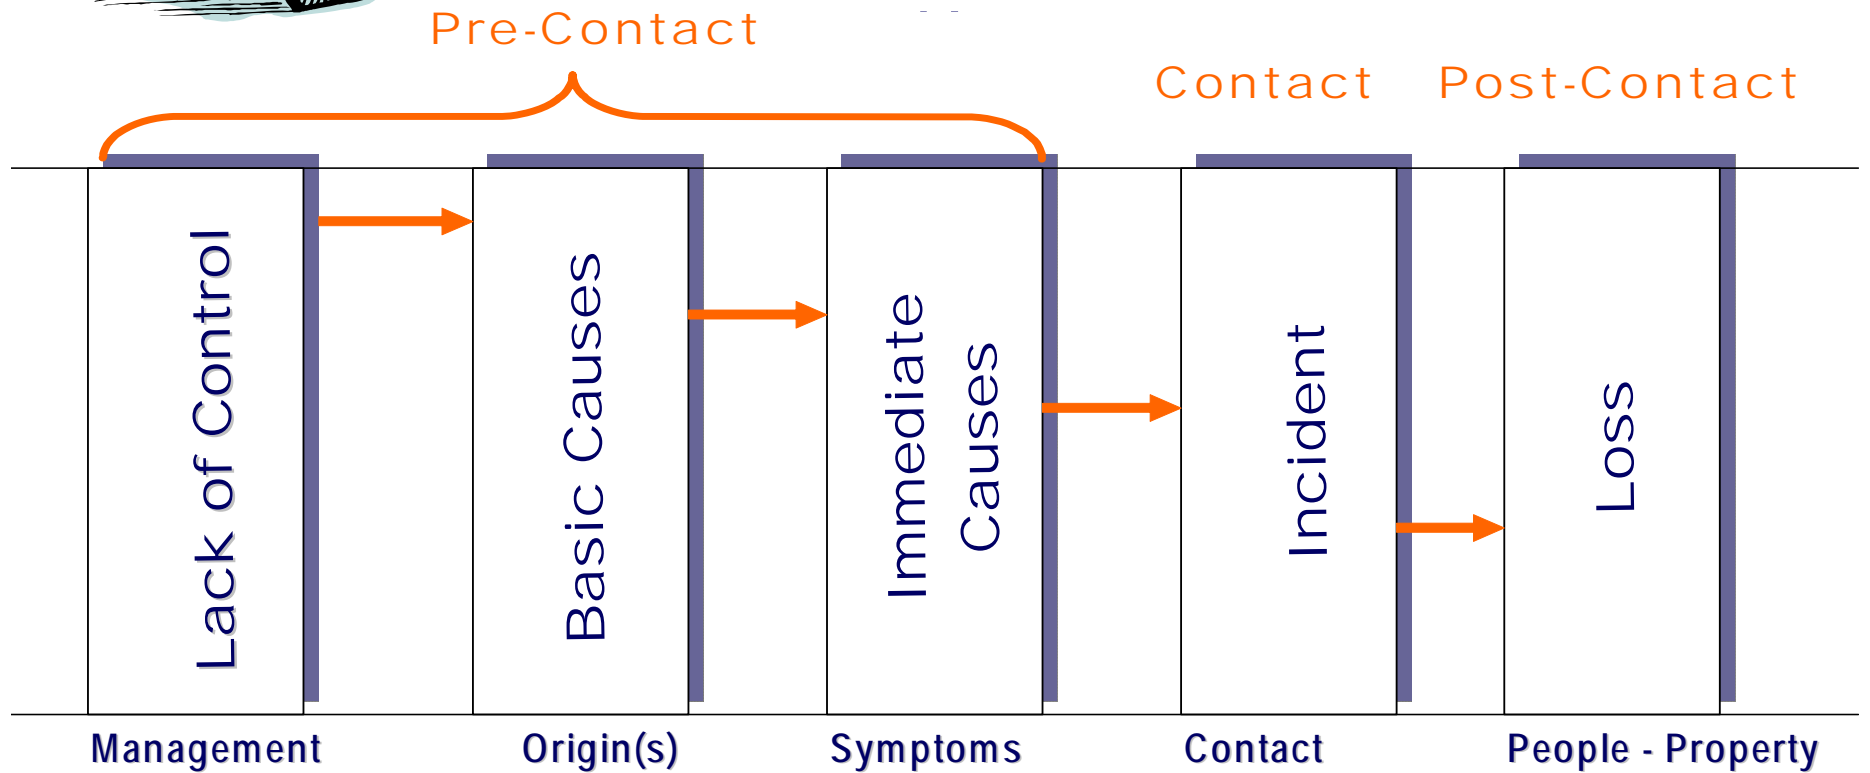 Pre-Contact
Contact
Post-Contact
Lack of Control
Basic Causes
Immediate
Causes
Incident
Loss
Management
Origin(s)
Symptoms
Contact
People - Property